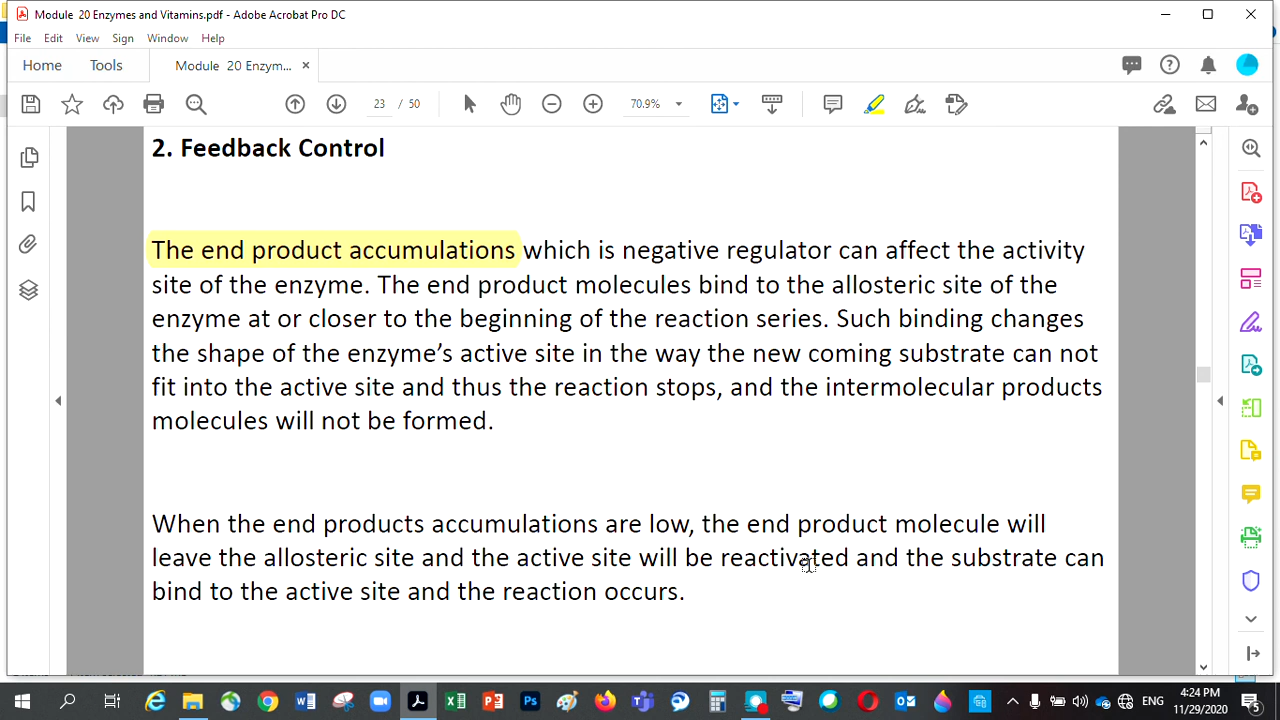 Module 20 Enzymes and Vitamins.pdf - Adobe Acrobat Pro DC
File Edit View Sign Window Help
Home Tools Module 20 Enzym... ×
23 / 50 70.9%
2. Feedback Control
The end product accumulations which is negative regulator can affect the activity
site of the enzyme. The end product molecules bind to the allosteric site of the
enzyme at or closer to the beginning of the reaction series. Such binding changes
the shape of the enzyme’s active site in the way the new coming substrate can not
fit into the active site and thus the reaction stops, and the intermolecular products
molecules will not be formed.
When the end products accumulations are low, the end product molecule will
leave the allosteric site and the active site will be reactivated and the substrate can
bind to the active site and the reaction occurs.
ENG
4:24 PM
11/29/2020
5